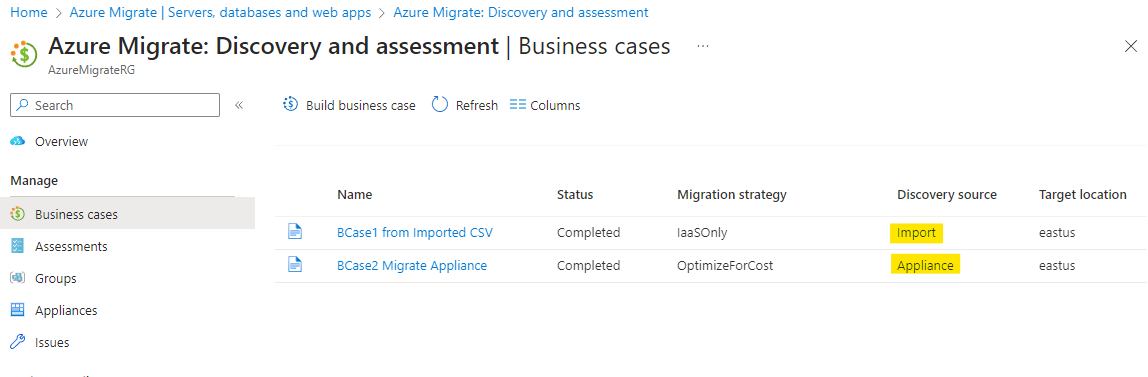 Home > Azure Migrate | Servers, databases and web apps > Azure Migrate: Discovery and assessment
Azure Migrate: Discovery and assessment | Business cases ...
AzureMigrateRG
Search «
Build business case Refresh Columns
Overview
Manage
Name Status Migration strategy Discovery source Target location
Business cases
BCase1 from Imported CSV Completed IaaSOnly Import eastus
Assessments
BCase2 Migrate Appliance Completed OptimizeForCost Appliance eastus
Groups
Appliances
Issues